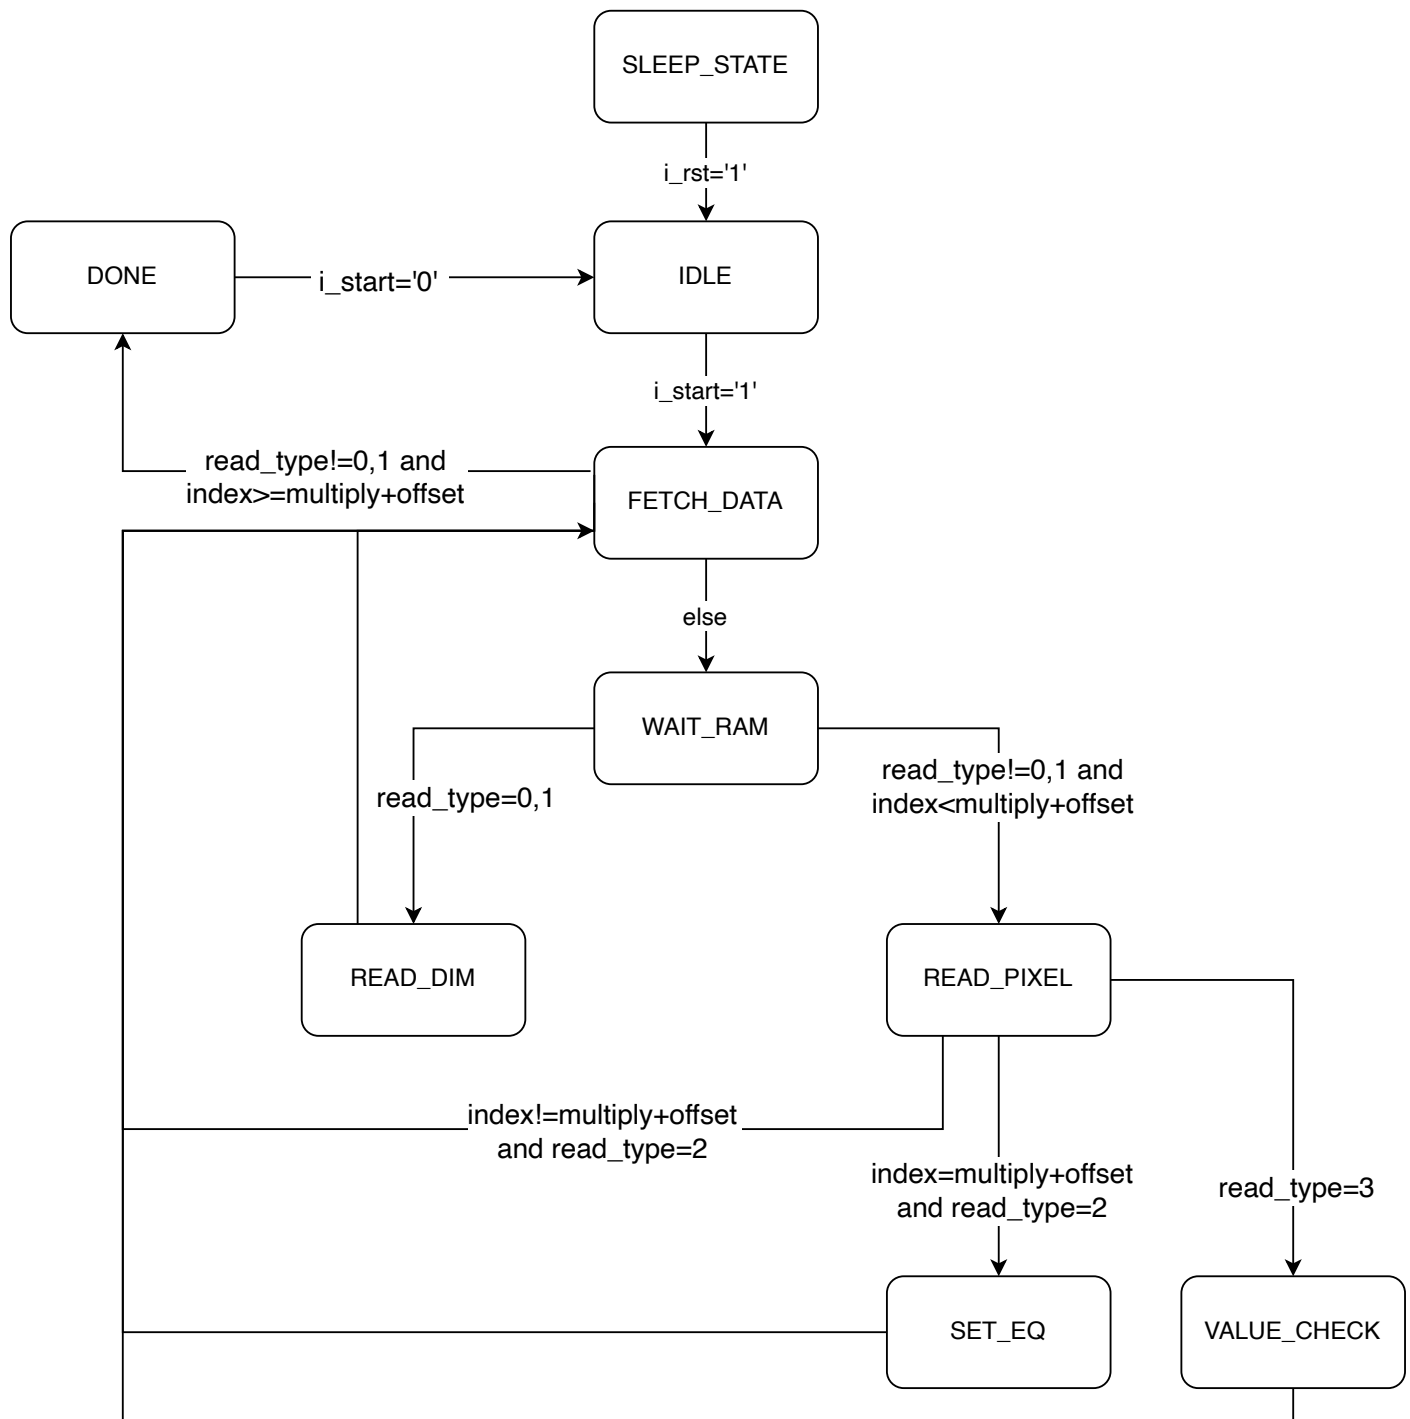 SLEEP_STATE
i_rst='1'
DONE
i_start='0'
IDLE
i_start='1'
read_type!=0,1 and
index>=multiply+offset
FETCH_DATA
else
WAIT_RAM
read_type=0,1
read_type!=0,1 and
index<multiply+offset
READ_DIM
READ_PIXEL
index!=multiply+offset
and read_type=2
index=multiply+offset
and read_type=2
read_type=3
SET_EQ
VALUE_CHECK